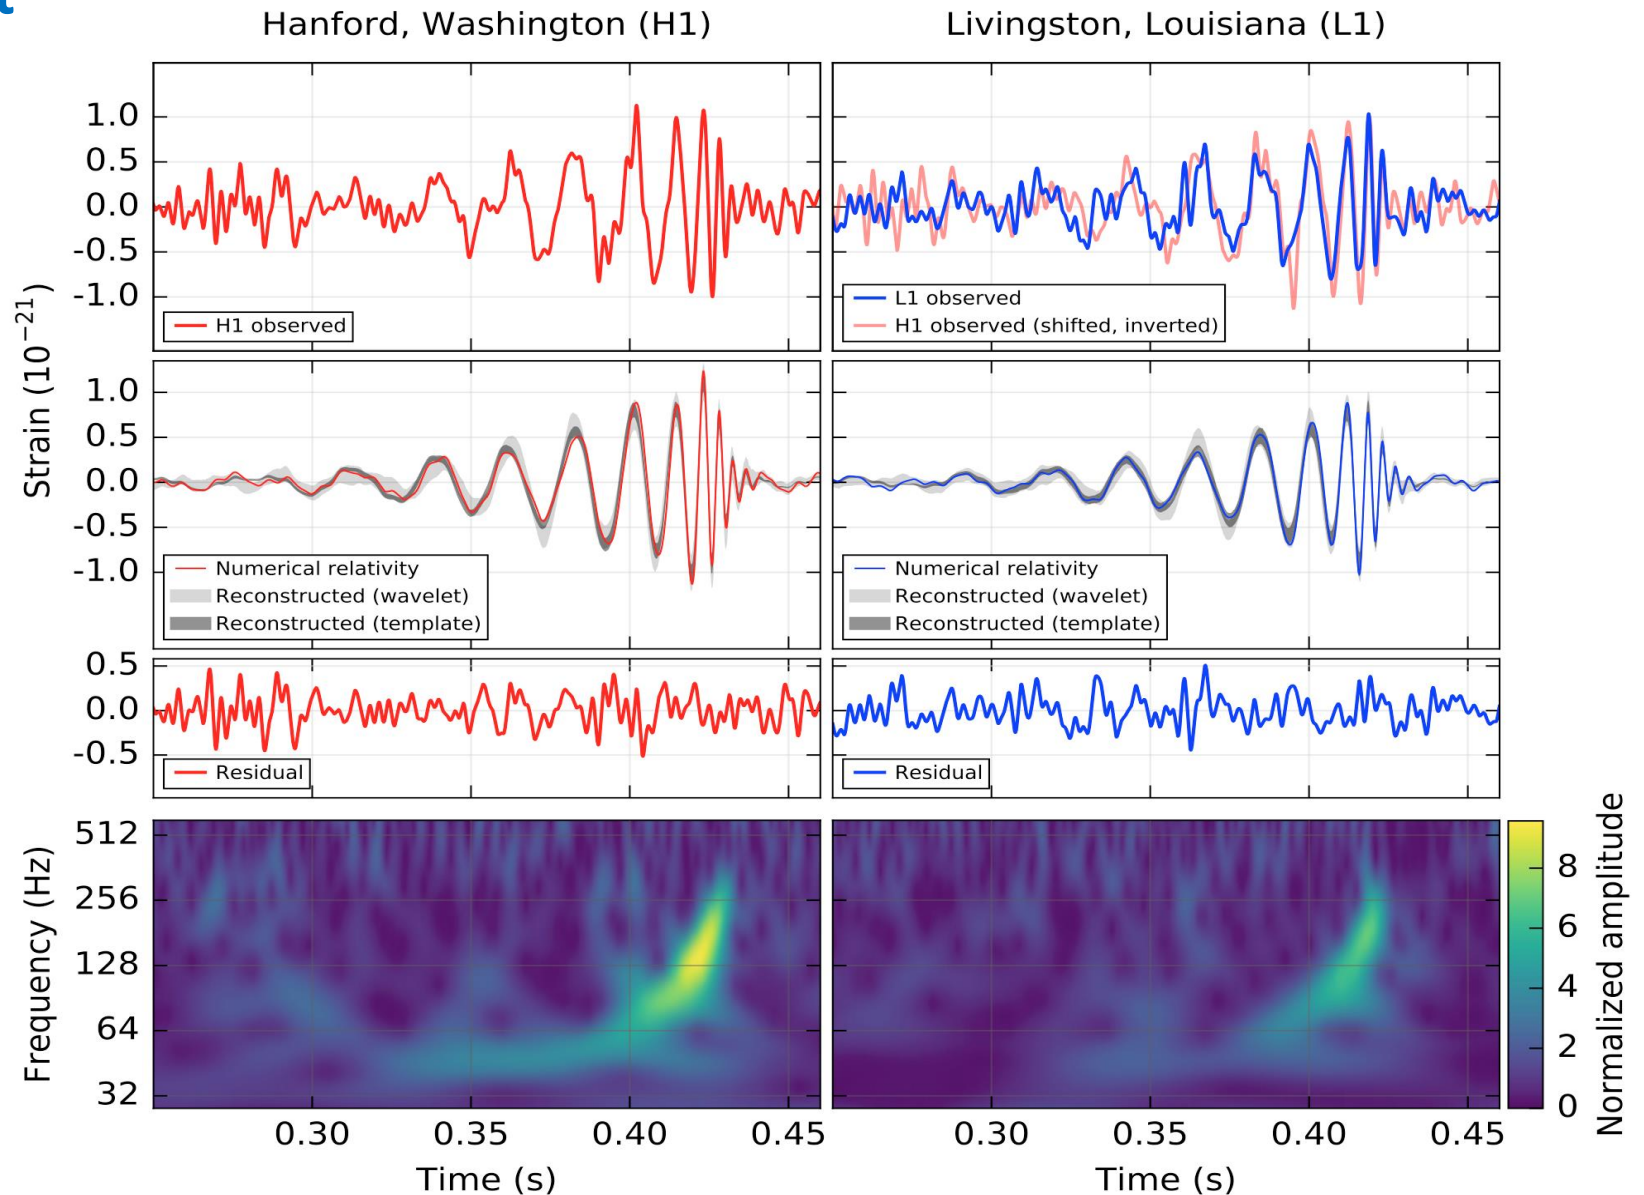 t
Hanford, Washington (H1)
Livingston, Louisiana (L1)
Strain (10⁻²¹)
1.0
0.5
0.0
-0.5
-1.0
H1 observed
L1 observed
H1 observed (shifted, inverted)
1.0
0.5
0.0
-0.5
-1.0
Numerical relativity
Reconstructed (wavelet)
Reconstructed (template)
Numerical relativity
Reconstructed (wavelet)
Reconstructed (template)
0.5
0.0
-0.5
Residual
Residual
Frequency (Hz)
512
256
128
64
32
0.30 0.35 0.40 0.45
Time (s)
0.30 0.35 0.40 0.45
Time (s)
8
6
4
2
0
Normalized amplitude